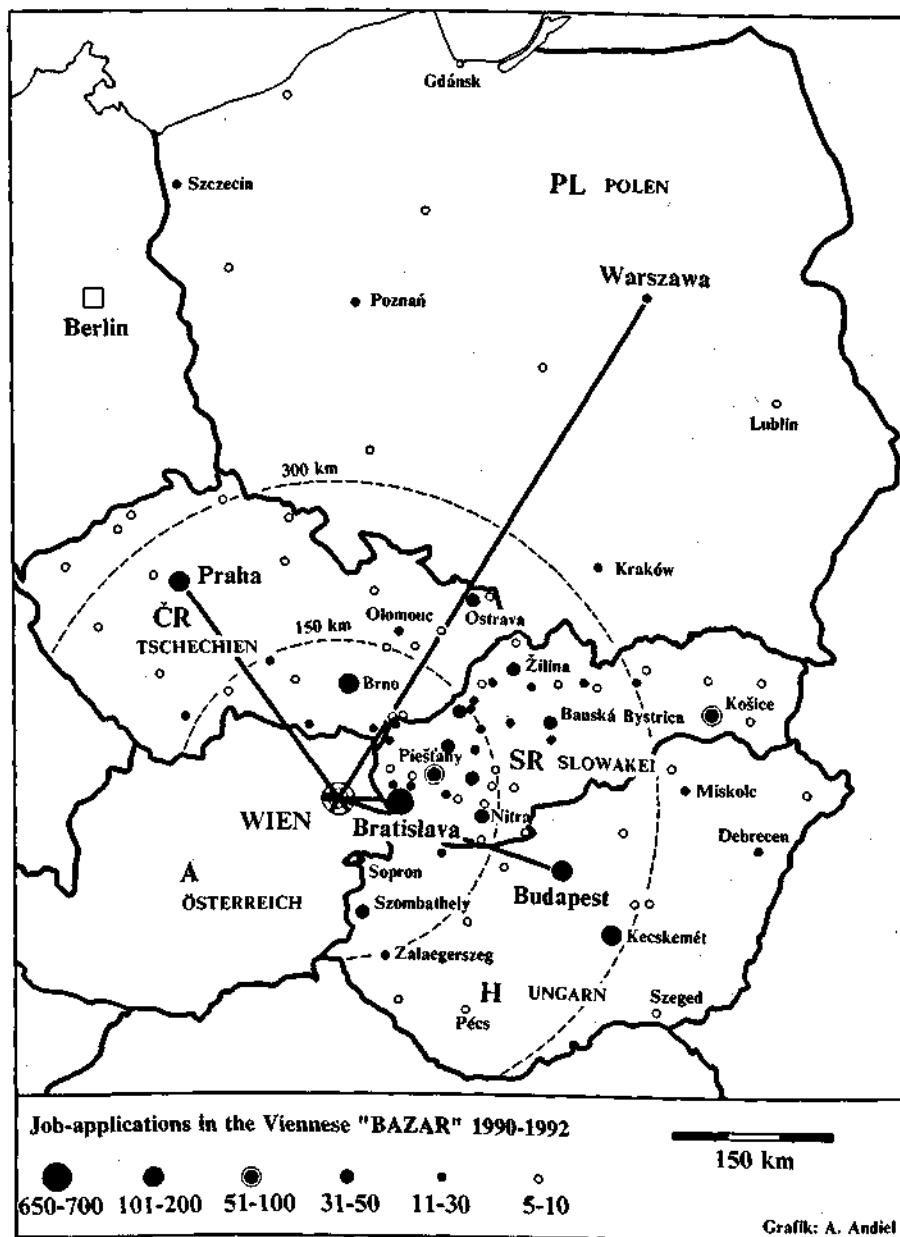 Gdánsk
Szczecin
PL POLEN
Warszawa
Poznań
Berlin
Lublin
300 km
Kraków
Praha
Olomouc
Ostrava
ČR
150 km
TSCHECHIEN
Žilina
Brno
Košice
Banská Bystrica
Piešťany
SR SLOWAKEI
Miskolc
WIEN
Nitra
Bratislava
Debrecen
Sopron
A
Budapest
ÖSTERREICH
Szombathely
Kecskemét
Zalaegerszeg
H UNGARN
Szeged
Pécs
Job-applications in the Viennese "BAZAR" 1990-1992
150 km
650-700 101-200 51-100 31-50 11-30 5-10
Grafik: A. Andiel